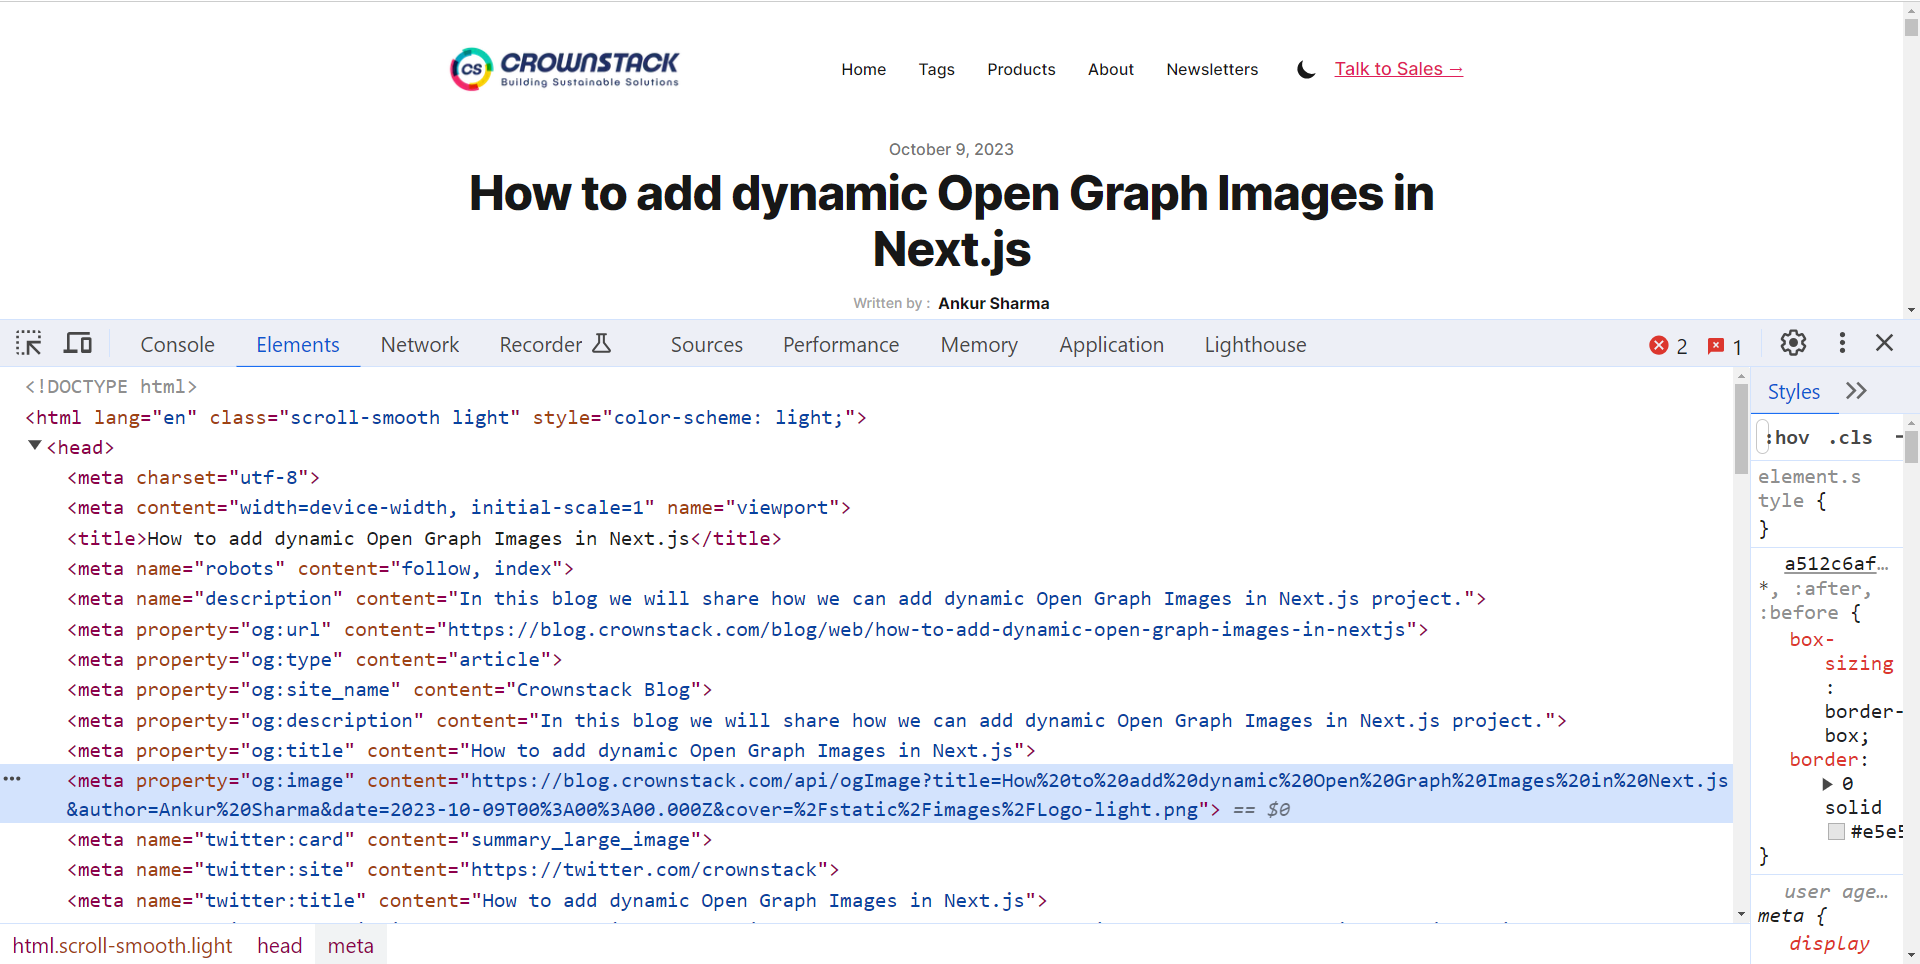 CS CROWNSTACK
Building Sustainable Solutions
Home Tags Products About Newsletters Talk to Sales →
October 9, 2023
How to add dynamic Open Graph Images in
Next.js
Written by : Ankur Sharma
Console Elements Network Recorder Sources Performance Memory Application Lighthouse 2 1
<!DOCTYPE html>
<html lang="en" class="scroll-smooth light" style="color-scheme: light;">
<head>
<meta charset="utf-8">
<meta content="width=device-width, initial-scale=1" name="viewport">
<title>How to add dynamic Open Graph Images in Next.js</title>
<meta name="robots" content="follow, index">
<meta name="description" content="In this blog we will share how we can add dynamic Open Graph Images in Next.js project.">
<meta property="og:url" content="https://blog.crownstack.com/blog/web/how-to-add-dynamic-open-graph-images-in-nextjs">
<meta property="og:type" content="article">
<meta property="og:site_name" content="Crownstack Blog">
<meta property="og:description" content="In this blog we will share how we can add dynamic Open Graph Images in Next.js project.">
<meta property="og:title" content="How to add dynamic Open Graph Images in Next.js">
<meta property="og:image" content="https://blog.crownstack.com/api/ogImage?title=How%20to%20add%20dynamic%20Open%20Graph%20Images%20in%20Next.js
&author=Ankur%20Sharma&date=2023-10-09T00%3A00%3A00.000Z&cover=%2Fstatic%2Fimages%2FLogo-light.png"> == $0
<meta name="twitter:card" content="summary_large_image">
<meta name="twitter:site" content="https://twitter.com/crownstack">
<meta name="twitter:title" content="How to add dynamic Open Graph Images in Next.js">
html.scroll-smooth.light head meta
Styles
:hov .cls
element.s
tyle {
}
a512c6af…
*, :after,
:before {
box-
sizing
:
border-
box;
border:
0
solid
#e5e5
}
user age…
meta {
display